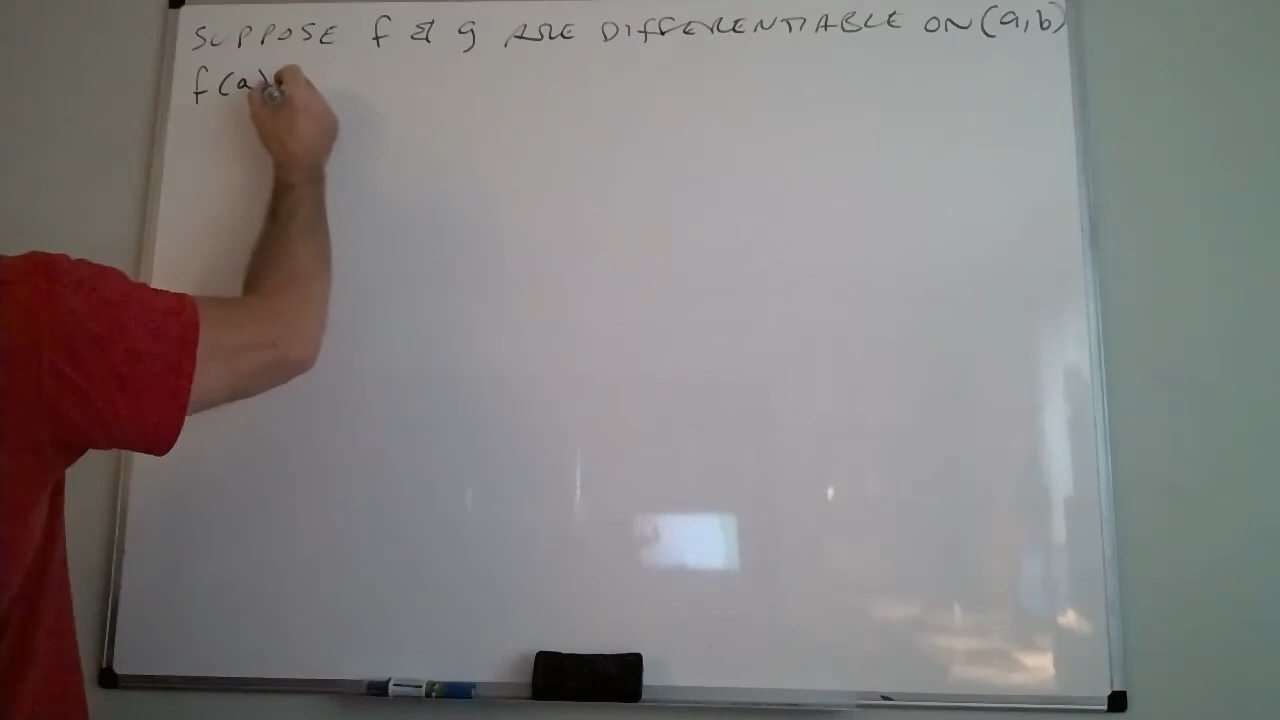 SUPPOSE f & g ARE DIFFERENTIABLE ON (a,b)
f(a)